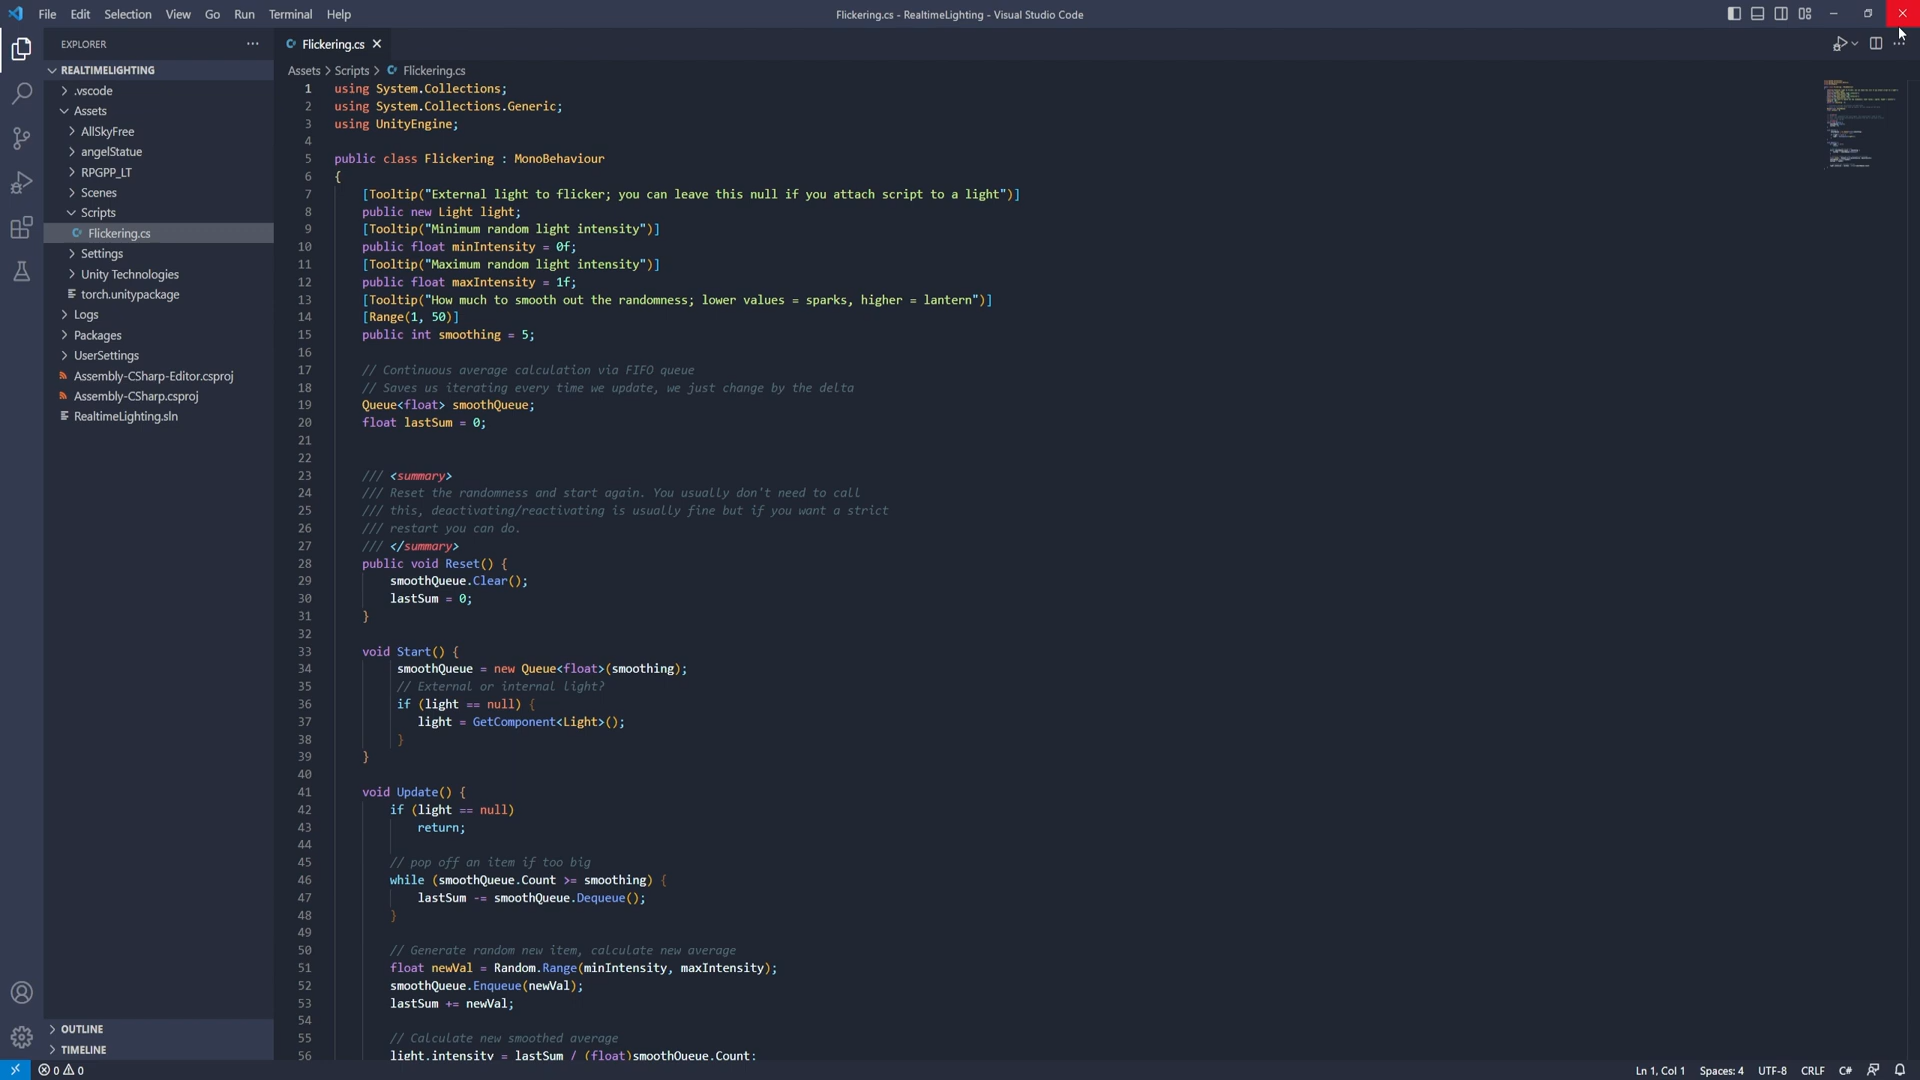 File Edit Selection View Go Run Terminal Help
Flickering.cs - RealtimeLighting - Visual Studio Code
EXPLORER
REALTIMELIGHTING
.vscode
Assets
AllSkyFree
angelStatue
RPGPP_LT
Scenes
Scripts
Flickering.cs
Settings
Unity Technologies
torch.unitypackage
Logs
Packages
UserSettings
Assembly-CSharp-Editor.csproj
Assembly-CSharp.csproj
RealtimeLighting.sln
OUTLINE
TIMELINE
Flickering.cs
Assets > Scripts > Flickering.cs
1 using System.Collections;
2 using System.Collections.Generic;
3 using UnityEngine;
4
5 public class Flickering : MonoBehaviour
6 {
7 [Tooltip("External light to flicker; you can leave this null if you attach script to a light")]
8 public new Light light;
9 [Tooltip("Minimum random light intensity")]
10 public float minIntensity = 0f;
11 [Tooltip("Maximum random light intensity")]
12 public float maxIntensity = 1f;
13 [Tooltip("How much to smooth out the randomness; lower values = sparks, higher = lantern")]
14 [Range(1, 50)]
15 public int smoothing = 5;
16
17 // Continuous average calculation via FIFO queue
18 // Saves us iterating every time we update, we just change by the delta
19 Queue<float> smoothQueue;
20 float lastSum = 0;
21
22
23 /// <summary>
24 /// Reset the randomness and start again. You usually don't need to call
25 /// this, deactivating/reactivating is usually fine but if you want a strict
26 /// restart you can do.
27 /// </summary>
28 public void Reset() {
29 smoothQueue.Clear();
30 lastSum = 0;
31 }
32
33 void Start() {
34 smoothQueue = new Queue<float>(smoothing);
35 // External or internal light?
36 if (light == null) {
37 light = GetComponent<Light>();
38 }
39 }
40
41 void Update() {
42 if (light == null)
43 return;
44
45 // pop off an item if too big
46 while (smoothQueue.Count >= smoothing) {
47 lastSum -= smoothQueue.Dequeue();
48 }
49
50 // Generate random new item, calculate new average
51 float newVal = Random.Range(minIntensity, maxIntensity);
52 smoothQueue.Enqueue(newVal);
53 lastSum += newVal;
54
55 // Calculate new smoothed average
56 light.intensity = lastSum / (float)smoothQueue.Count;
0 0
Ln 1, Col 1 Spaces: 4 UTF-8 CRLF C#